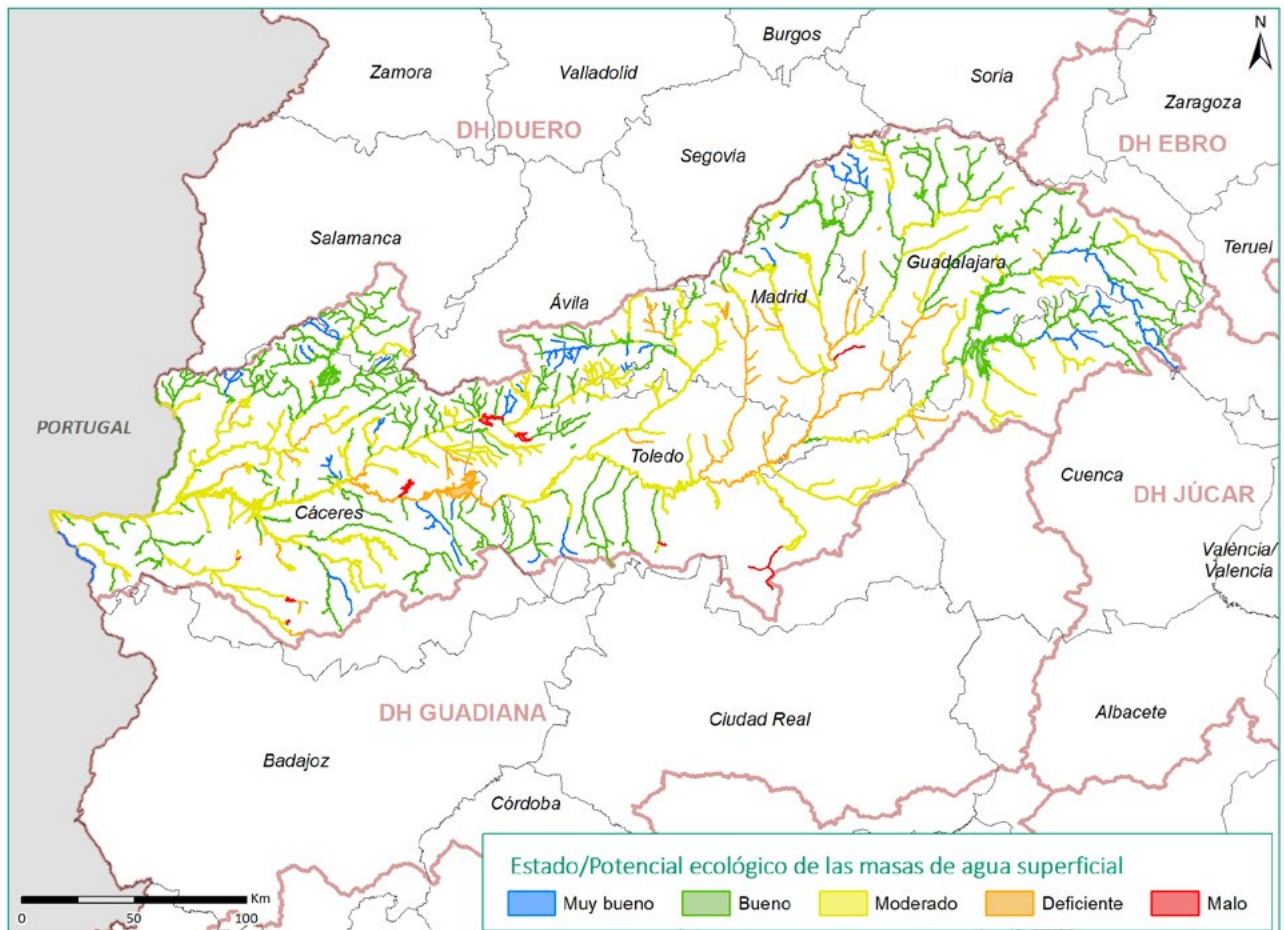 Burgos
N
Zamora
Valladolid
Soria
Zaragoza
DH DUERO
DH EBRO
Segovia
Salamanca
Teruel
Guadalajara
Ávila
Madrid
PORTUGAL
Toledo
Cuenca
DH JÚCAR
Cáceres
València/
Valencia
DH GUADIANA
Ciudad Real
Albacete
Badajoz
Córdoba
Estado/Potencial ecológico de las masas de agua superficial
Muy bueno Bueno Moderado Deficiente Malo
Km
0 50 100